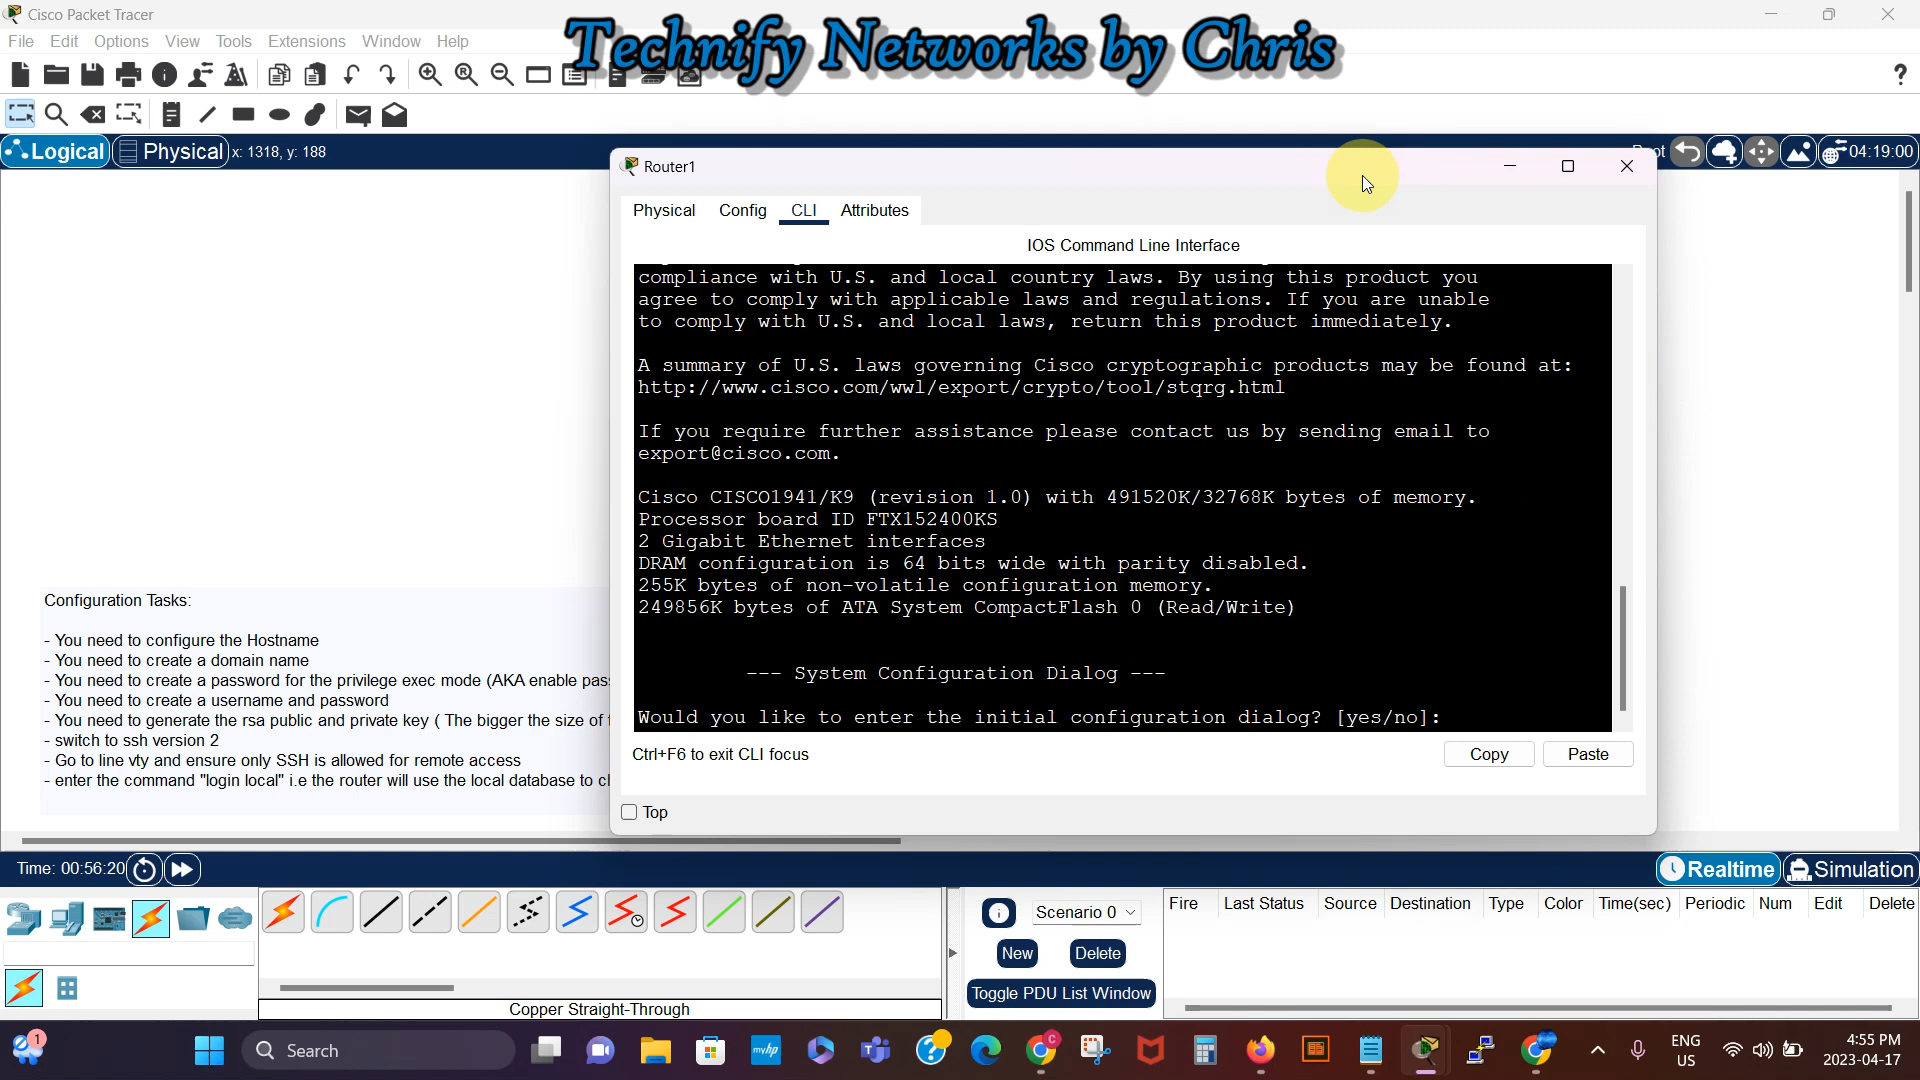 Cisco Packet Tracer
Technify Networks by Chris
File Edit Options View Tools Extensions Window Help
?
Logical Physical x: 1318, y: 188
04:19:00
Router1
Physical Config CLI Attributes
IOS Command Line Interface
compliance with U.S. and local country laws. By using this product you
agree to comply with applicable laws and regulations. If you are unable
to comply with U.S. and local laws, return this product immediately.
A summary of U.S. laws governing Cisco cryptographic products may be found at:
http://www.cisco.com/wwl/export/crypto/tool/stqrg.html
If you require further assistance please contact us by sending email to
export@cisco.com.
Cisco CISCO1941/K9 (revision 1.0) with 491520K/32768K bytes of memory.
Processor board ID FTX152400KS
2 Gigabit Ethernet interfaces
DRAM configuration is 64 bits wide with parity disabled.
255K bytes of non-volatile configuration memory.
249856K bytes of ATA System CompactFlash 0 (Read/Write)
--- System Configuration Dialog ---
Would you like to enter the initial configuration dialog? [yes/no]:
Ctrl+F6 to exit CLI focus
Copy Paste
Top
Configuration Tasks:
- You need to configure the Hostname
- You need to create a domain name
- You need to create a password for the privilege exec mode (AKA enable
- You need to create a username and password
- You need to generate the rsa public and private key ( The bigger the size of
- switch to ssh version 2
- Go to line vty and ensure only SSH is allowed for remote access
- enter the command "login local" i.e the router will use the local database to
Time: 00:56:20
Realtime Simulation
Scenario 0
New Delete
Toggle PDU List Window
Fire Last Status Source Destination Type Color Time(sec) Periodic Num Edit Delete
Copper Straight-Through
1
Search
myhp
ENG
US
4:55 PM
2023-04-17